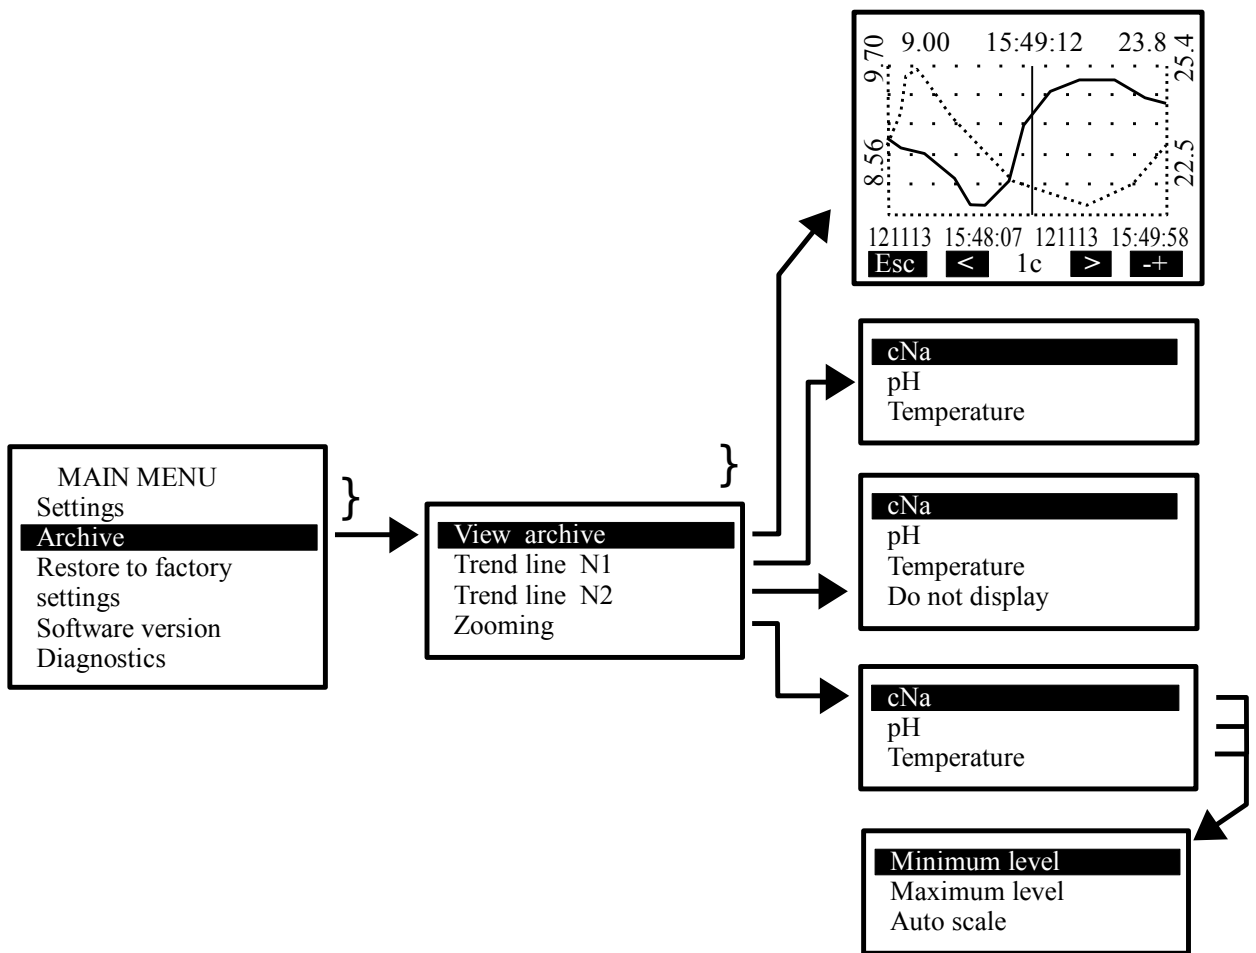 9.00 15:49:12 23.8
9.70
25.4
8.56
22.5
121113 15:48:07 121113 15:49:58
Esc < 1c > -+
cNa
pH
Temperature
MAIN MENU
Settings
Archive
Restore to factory
settings
Software version
Diagnostics
}
}
View archive
Trend line N1
Trend line N2
Zooming
cNa
pH
Temperature
Do not display
cNa
pH
Temperature
Minimum level
Maximum level
Auto scale